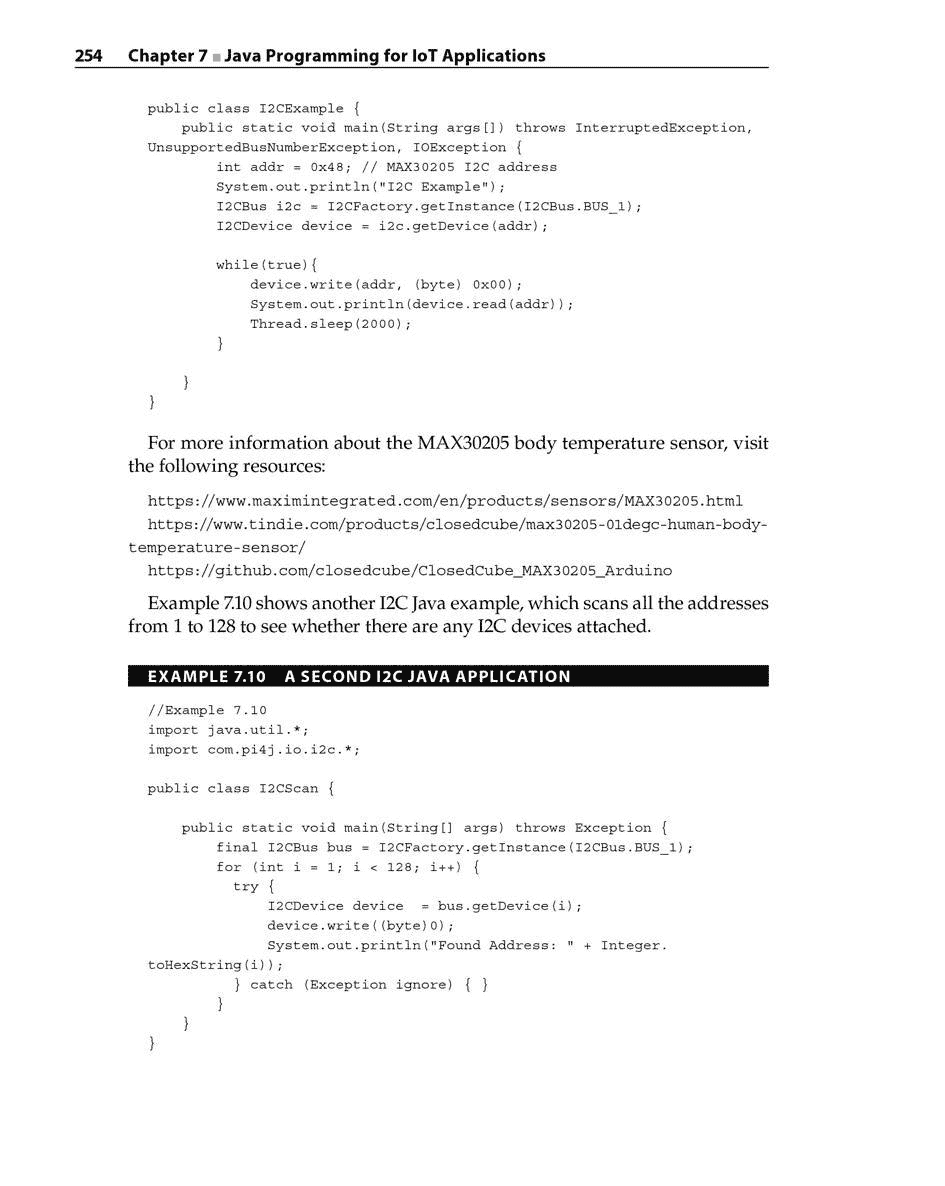 254 Chapter 7 ■ Java Programming for IoT Applications
public class I2CExample {
    public static void main(String args[]) throws InterruptedException,
UnsupportedBusNumberException, IOException {
        int addr = 0x48; // MAX30205 I2C address
        System.out.println("I2C Example");
        I2CBus i2c = I2CFactory.getInstance(I2CBus.BUS_1);
        I2CDevice device = i2c.getDevice(addr);
        while(true){
            device.write(addr, (byte) 0x00);
            System.out.println(device.read(addr));
            Thread.sleep(2000);
        }
    }
}
For more information about the MAX30205 body temperature sensor, visit
the following resources:
https://www.maximintegrated.com/en/products/sensors/MAX30205.html
https://www.tindie.com/products/closedcube/max30205-01degc-human-body-
temperature-sensor/
https://github.com/closedcube/ClosedCube_MAX30205_Arduino
Example 7.10 shows another I2C Java example, which scans all the addresses
from 1 to 128 to see whether there are any I2C devices attached.
EXAMPLE 7.10 A SECOND I2C JAVA APPLICATION
//Example 7.10
import java.util.*;
import com.pi4j.io.i2c.*;
public class I2CScan {
    public static void main(String[] args) throws Exception {
        final I2CBus bus = I2CFactory.getInstance(I2CBus.BUS_1);
        for (int i = 1; i < 128; i++) {
          try {
              I2CDevice device  = bus.getDevice(i);
              device.write((byte)0);
              System.out.println("Found Address: " + Integer.
toHexString(i));
          } catch (Exception ignore) { }
        }
    }
}